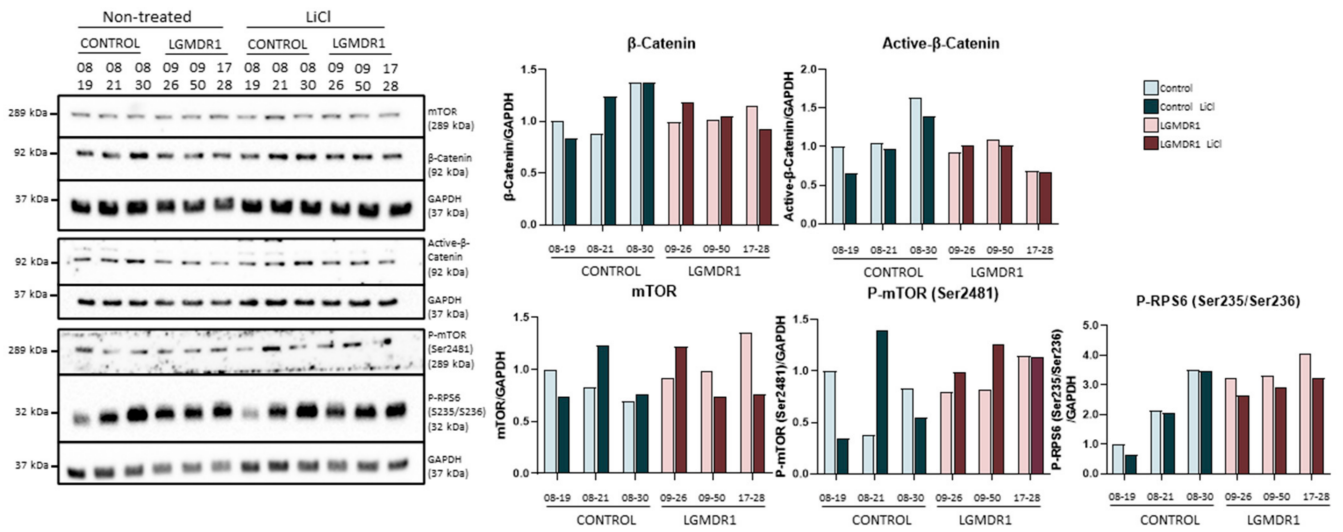 Non-treated LiCl
CONTROL LGMDR1 CONTROL LGMDR1
08 08 08 09 09 17 08 08 08 09 09 17
19 21 30 26 50 28 19 21 30 26 50 28
289 kDa
mTOR
(289 kDa)
92 kDa
β-Catenin
(92 kDa)
37 kDa
GAPDH
(37 kDa)
92 kDa
Active-β-
Catenin
(92 kDa)
37 kDa
GAPDH
(37 kDa)
289 kDa
P-mTOR
(Ser2481)
(289 kDa)
32 kDa
P-RPS6
(S235/S236)
(32 kDa)
37 kDa
GAPDH
(37 kDa)
β-Catenin
β-Catenin/GAPDH
1.5
1.0
0.5
0.0
08-19 08-21 08-30 09-26 09-50 17-28
CONTROL LGMDR1
Active-β-Catenin
Active-β-Catenin/GAPDH
2.0
1.5
1.0
0.5
0.0
08-19 08-21 08-30 09-26 09-50 17-28
CONTROL LGMDR1
Control
Control LiCl
LGMDR1
LGMDR1 LiCl
mTOR
mTOR/GAPDH
1.5
1.0
0.5
0.0
08-19 08-21 08-30 09-26 09-50 17-28
CONTROL LGMDR1
P-mTOR (Ser2481)
P-mTOR (Ser2481)/GAPDH
1.5
1.0
0.5
0.0
08-19 08-21 08-30 09-26 09-50 17-28
CONTROL LGMDR1
P-RPS6 (Ser235/Ser236)
P-RPS6 (Ser235/Ser236)
/GAPDH
5.0
4.0
3.0
2.0
1.0
0.0
08-19 08-21 08-30 09-26 09-50 17-28
CONTROL LGMDR1